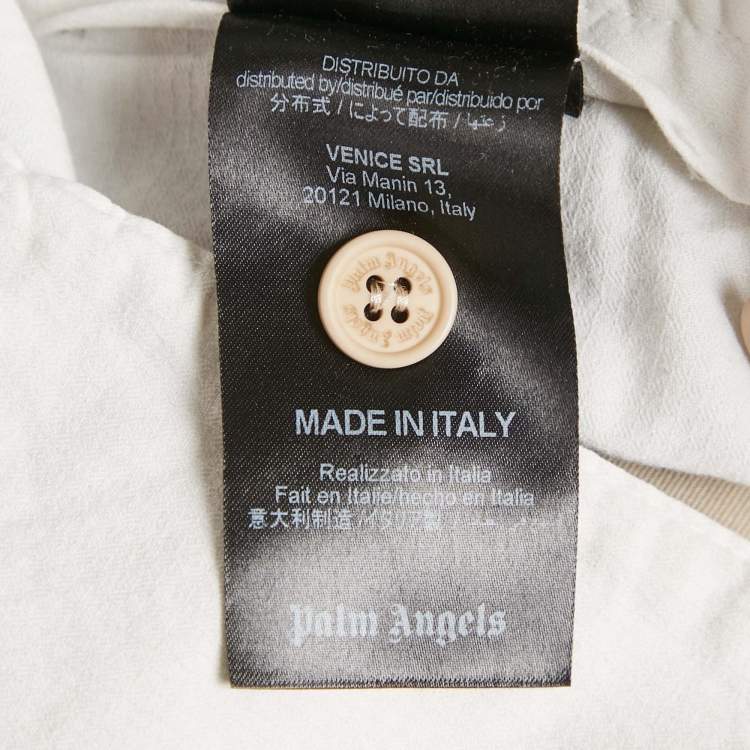 DISTRIBUITO DA
distributed by/distribué par/distribuido por
分布式 / によって配布 /
VENICE SRL
Via Manin 13,
20121 Milano, Italy
Palm Angels
Palm Angels
MADE IN ITALY
Realizzato in Italia
Fait en Italie/hecho en Italia
意大利制造 / イタリア製 /
Palm Angels